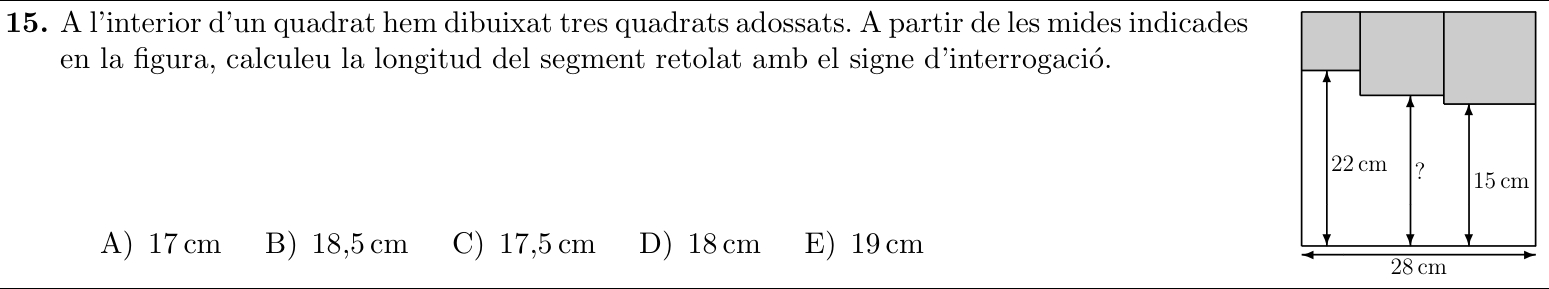 15. A l'interior d'un quadrat hem dibuixat tres quadrats adossats. A partir de les mides indicades
en la figura, calculeu la longitud del segment retolat amb el signe d'interrogació.
22 cm
?
15 cm
28 cm
A) 17 cm B) 18,5 cm C) 17,5 cm D) 18 cm E) 19 cm